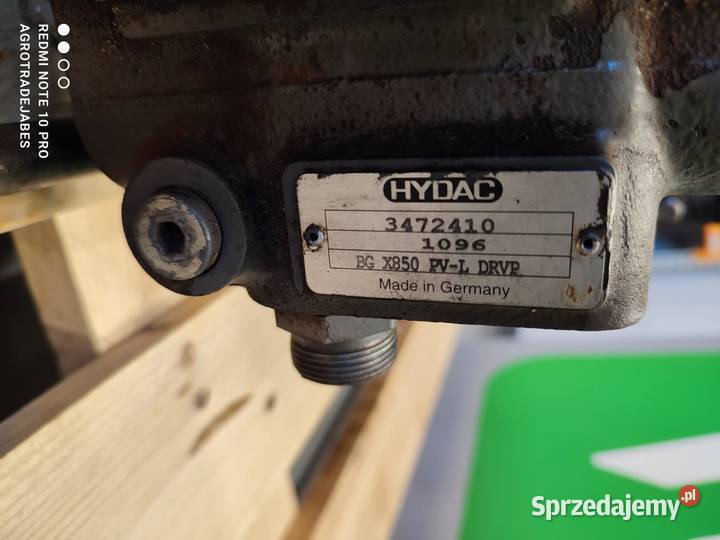 HYDAC
3472410
1096
BG X850 PV-L DRVP
Made in Germany
REDMI NOTE 10 PRO
AGROTRADEJABES
Sprzedajemy.pl